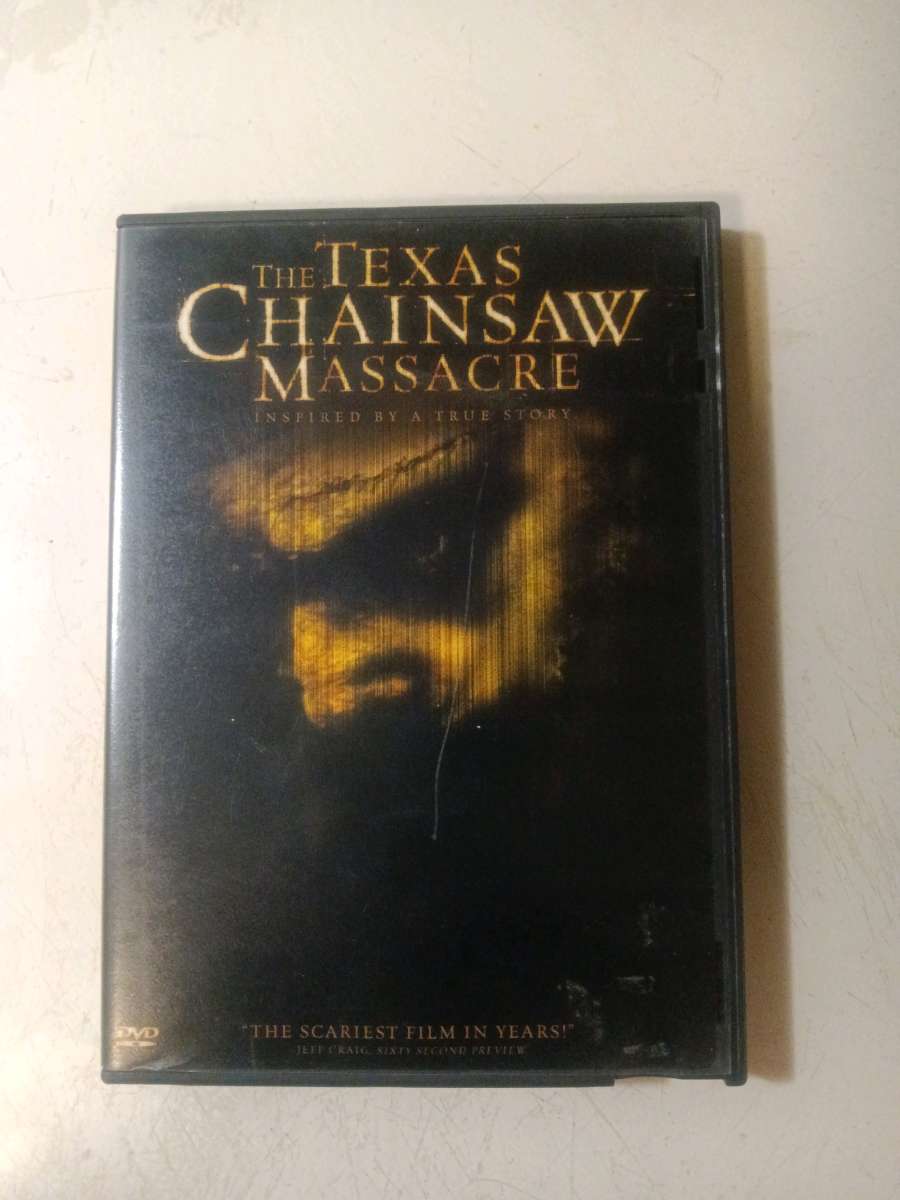 THE TEXAS
CHAINSAW
MASSACRE
INSPIRED BY A TRUE STORY
DVD
"THE SCARIEST FILM IN YEARS!"
JEFF CRAIG, SIXTY SECOND PREVIEW